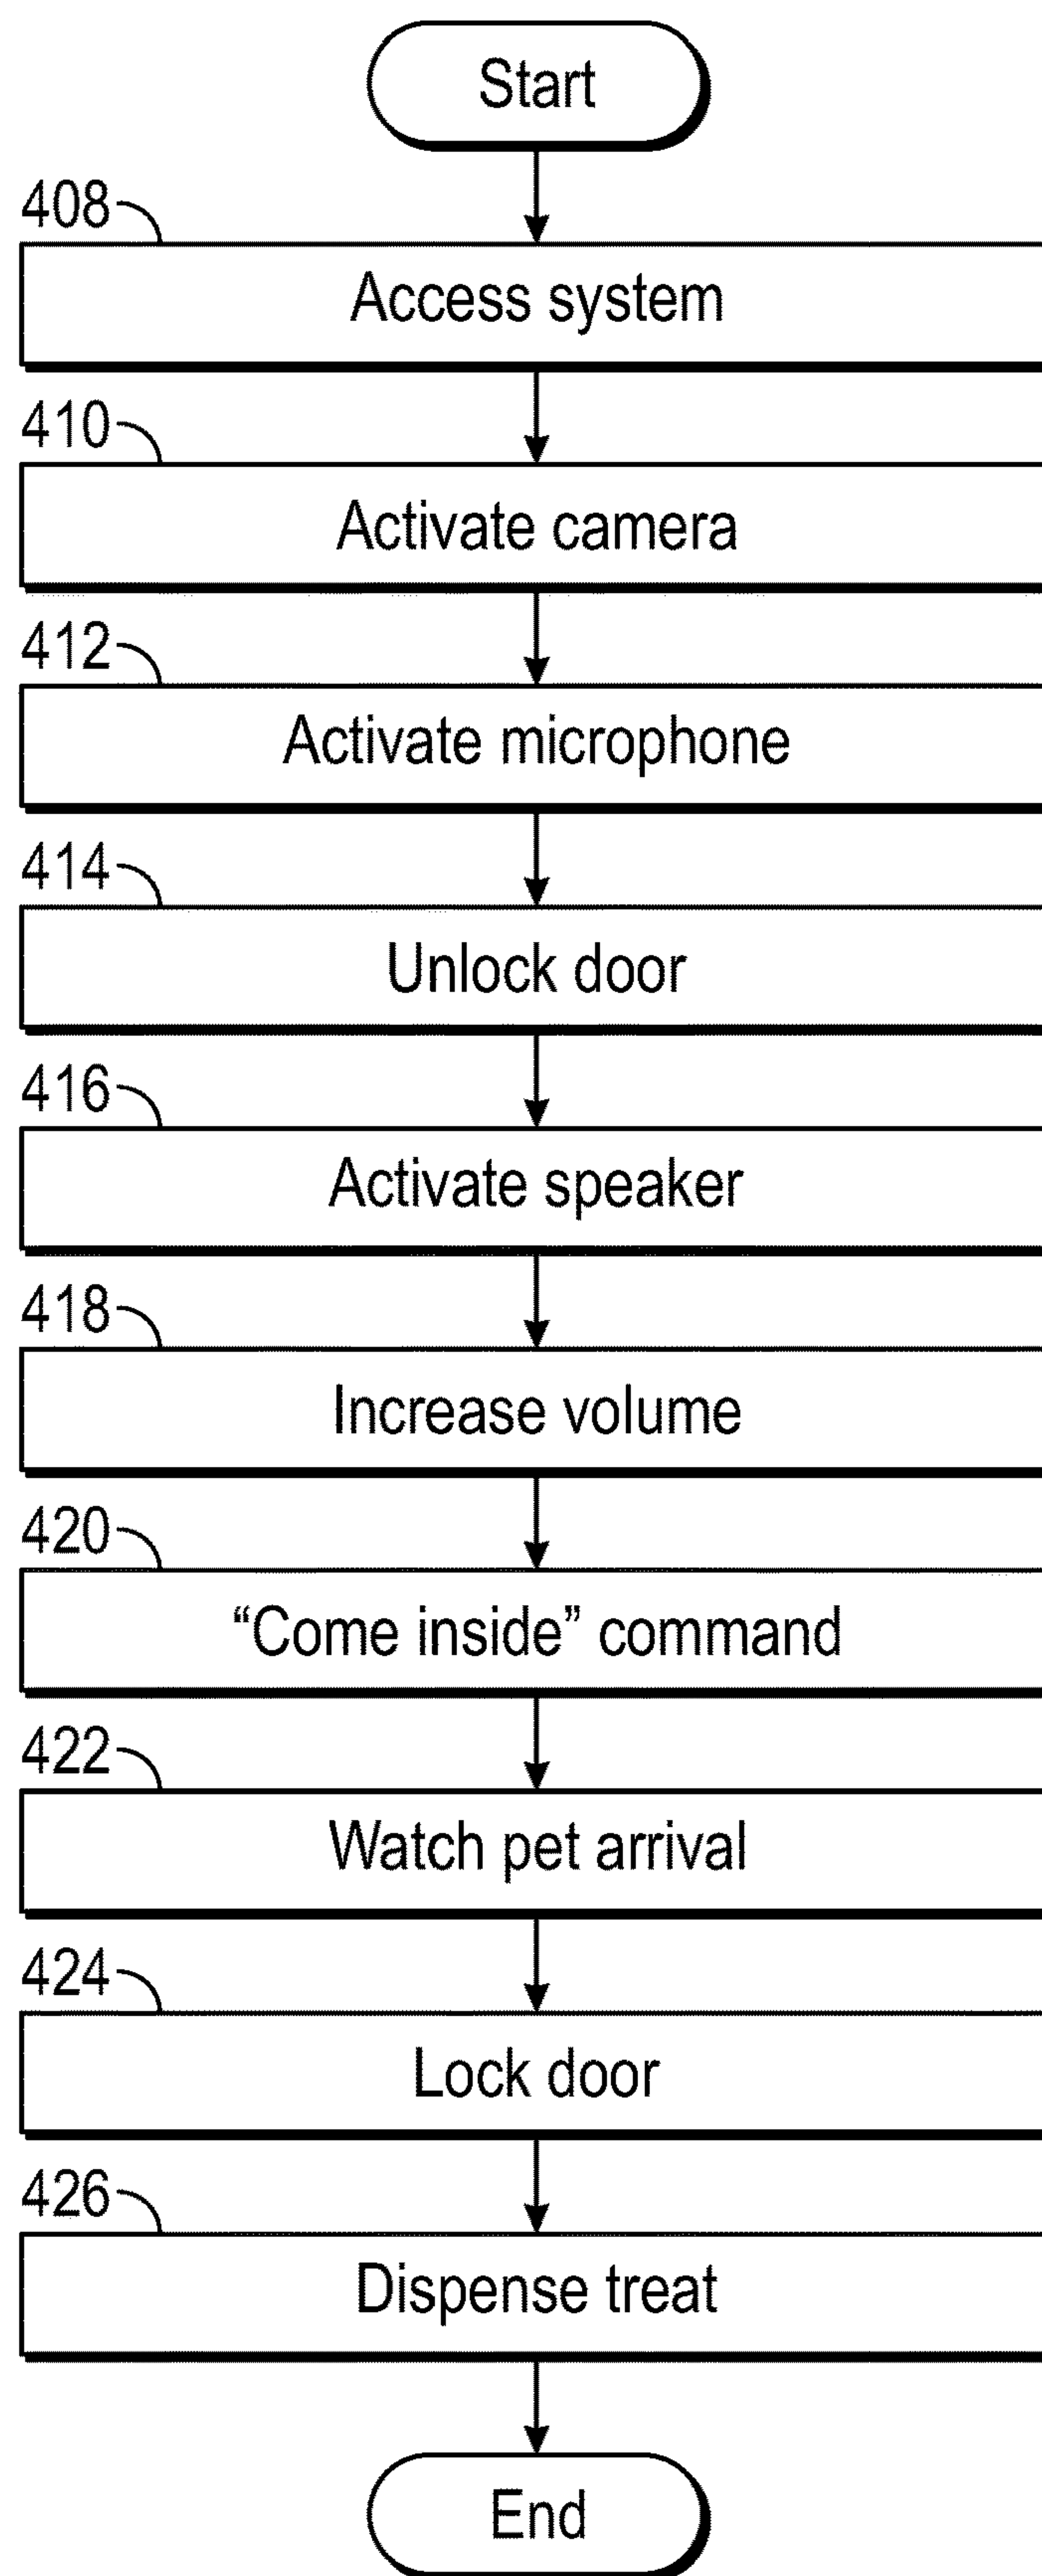 Start
408
Access system
410
Activate camera
412
Activate microphone
414
Unlock door
416
Activate speaker
418
Increase volume
420
“Come inside” command
422
Watch pet arrival
424
Lock door
426
Dispense treat
End